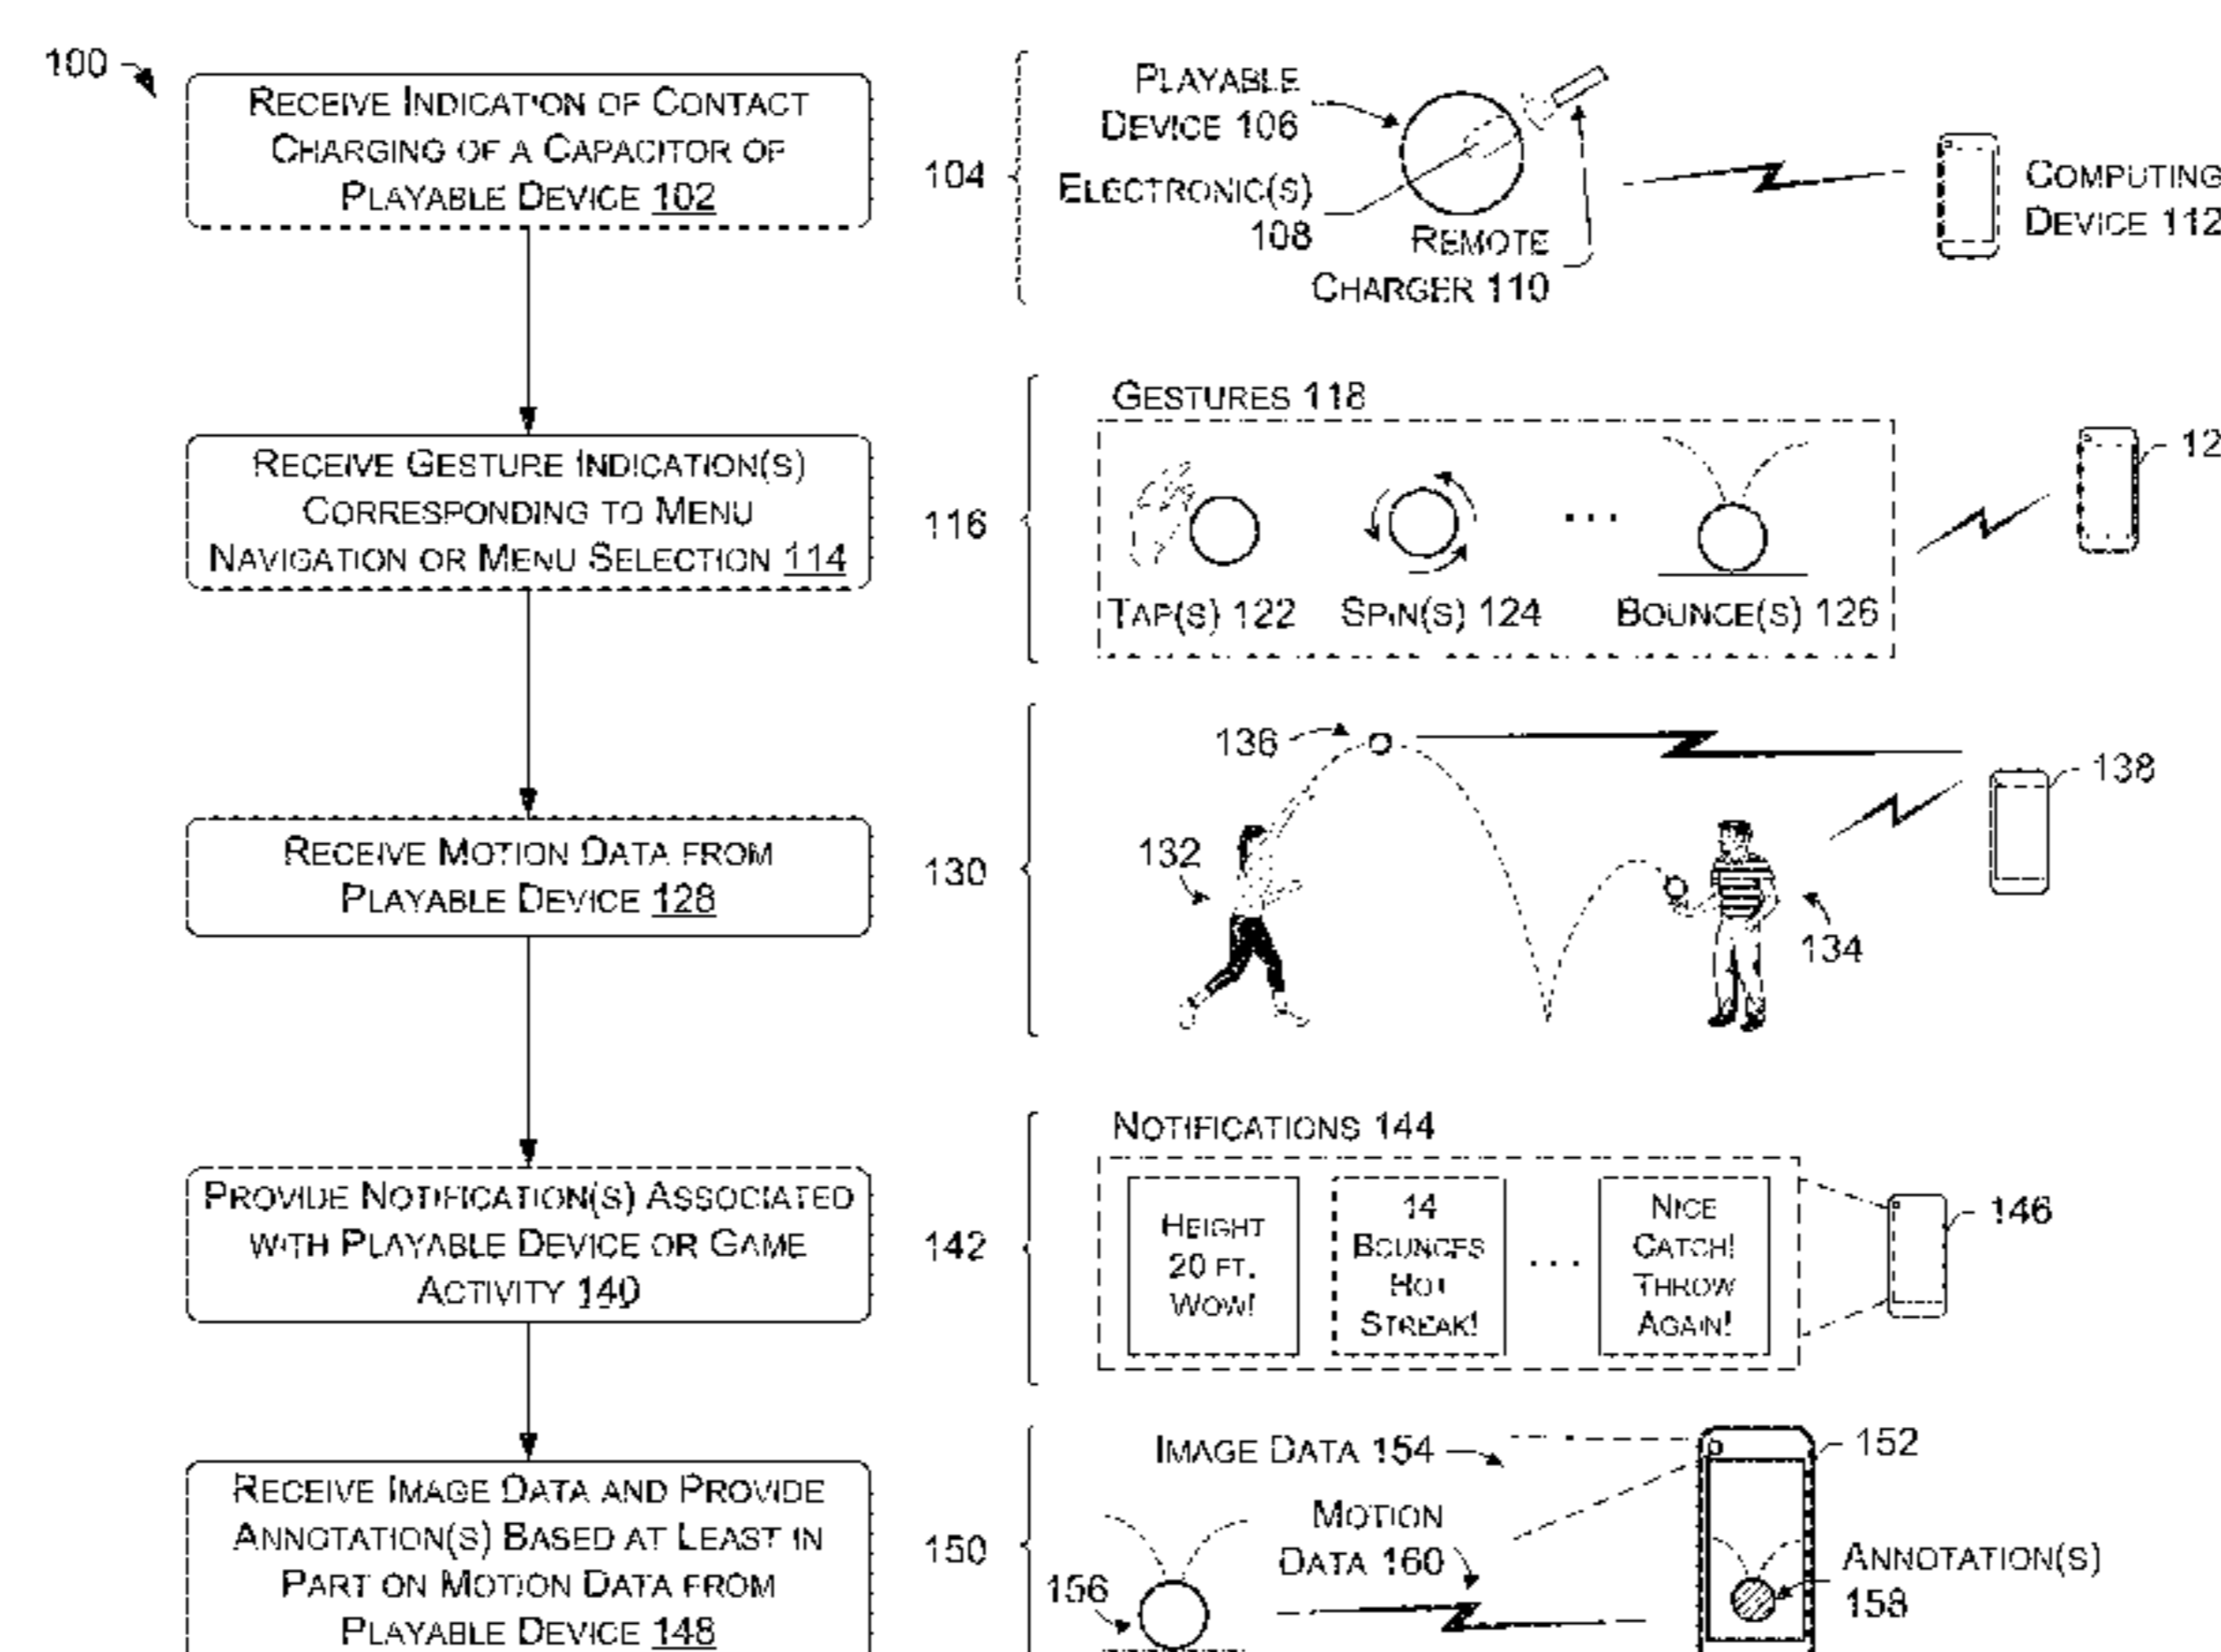 100
RECEIVE INDICATION OF CONTACT
CHARGING OF A CAPACITOR OF
PLAYABLE DEVICE 102
104
PLAYABLE
DEVICE 106
ELECTRONIC(S)
108
REMOTE
CHARGER 110
COMPUTING
DEVICE 112
RECEIVE GESTURE INDICATION(S)
CORRESPONDING TO MENU
NAVIGATION OR MENU SELECTION 114
116
GESTURES 118
TAP(S) 122
SPIN(S) 124
...
BOUNCE(S) 126
12
RECEIVE MOTION DATA FROM
PLAYABLE DEVICE 128
130
132
136
134
138
PROVIDE NOTIFICATION(S) ASSOCIATED
WITH PLAYABLE DEVICE OR GAME
ACTIVITY 140
142
NOTIFICATIONS 144
HEIGHT
20 FT.
WOW!
14
BOUNCES
HOT
STREAK!
...
NICE
CATCH!
THROW
AGAIN!
146
RECEIVE IMAGE DATA AND PROVIDE
ANNOTATION(S) BASED AT LEAST IN
PART ON MOTION DATA FROM
PLAYABLE DEVICE 148
150
IMAGE DATA 154
152
MOTION
DATA 160
156
ANNOTATION(S)
158